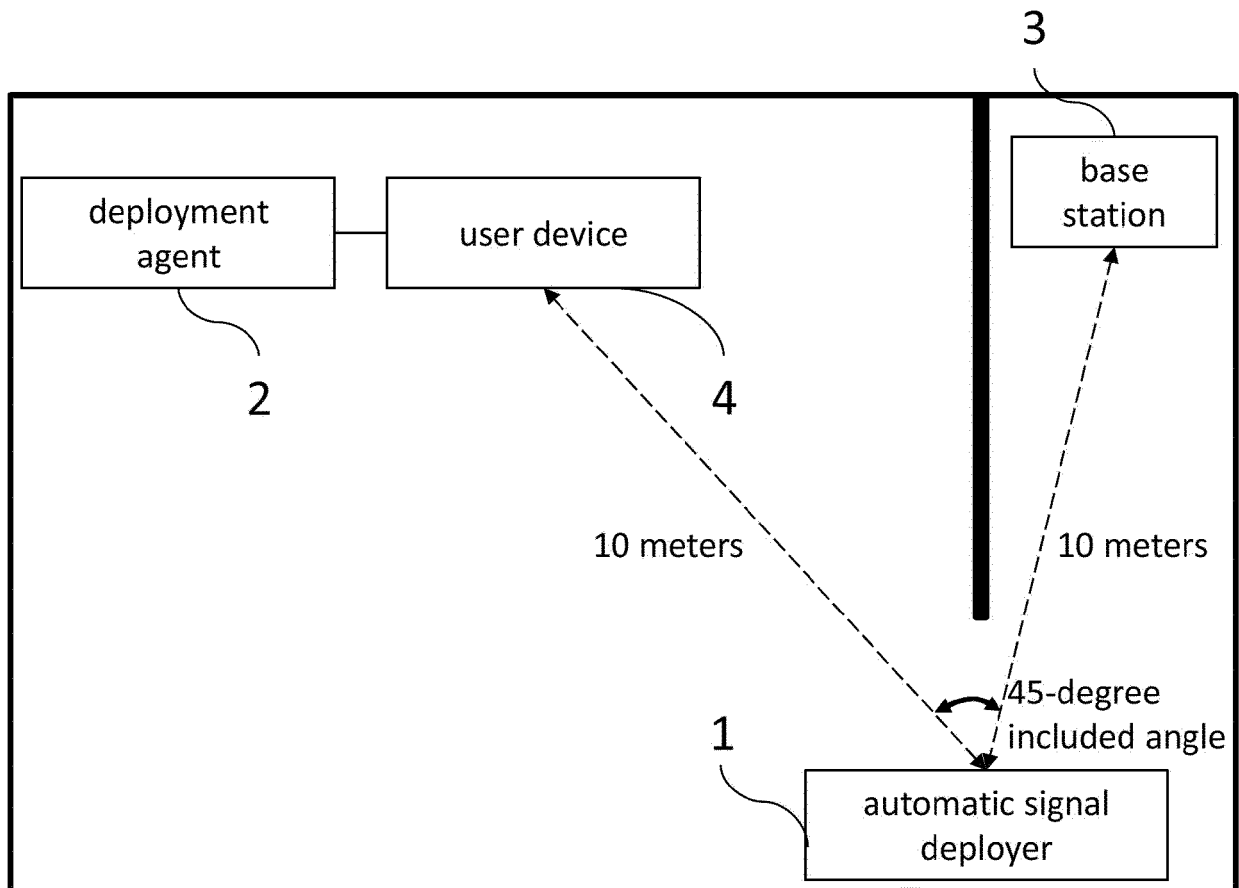 3
base
station
deployment
agent
user device
2
4
10 meters
10 meters
45-degree
included angle
1
automatic signal
deployer